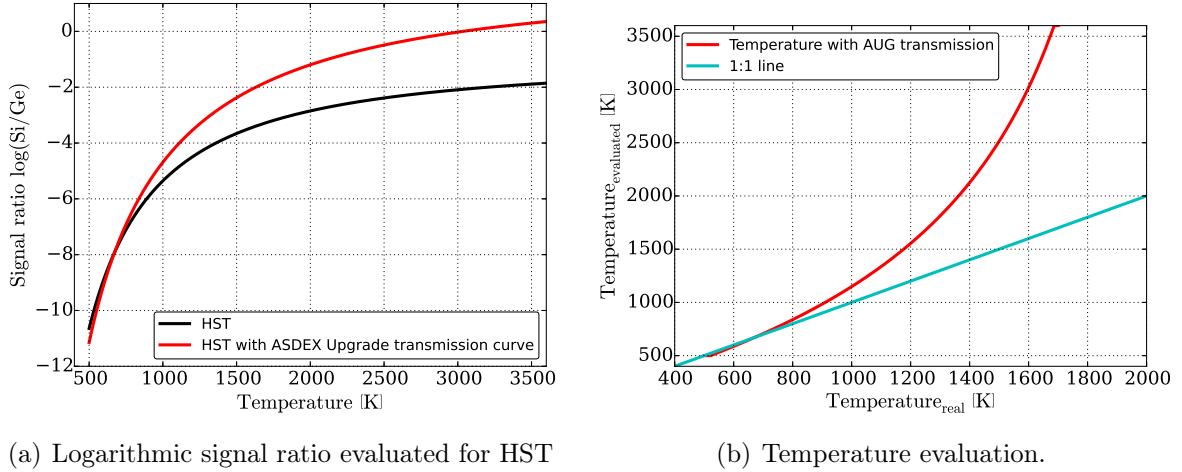 Signal ratio log(Si/Ge)
0
−2
−4
−6
−8
−10
−12
HST
HST with ASDEX Upgrade transmission curve
500 1000 1500 2000 2500 3000 3500
Temperature [K]
(a) Logarithmic signal ratio evaluated for HST
Temperature_evaluated [K]
3500
3000
2500
2000
1500
1000
500
Temperature with AUG transmission
1:1 line
400 600 800 1000 1200 1400 1600 1800 2000
Temperature_real [K]
(b) Temperature evaluation.